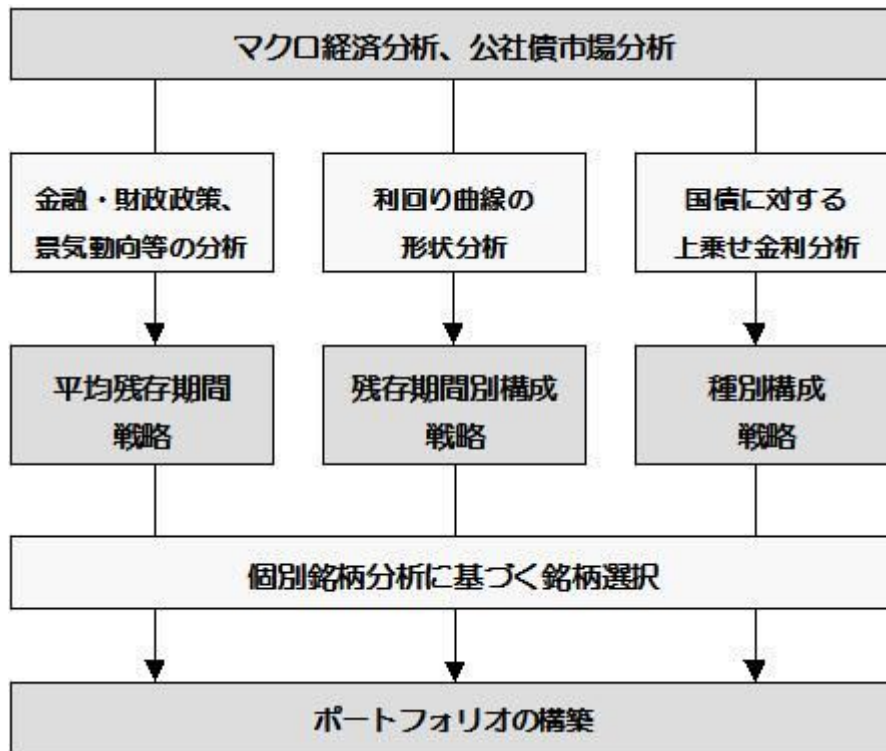 マクロ経済分析、公社債市場分析
金融・財政政策、
景気動向等の分析
利回り曲線の
形状分析
国債に対する
上乗せ金利分析
平均残存期間
戦略
残存期間別構成
戦略
種別構成
戦略
個別銘柄分析に基づく銘柄選択
ポートフォリオの構築